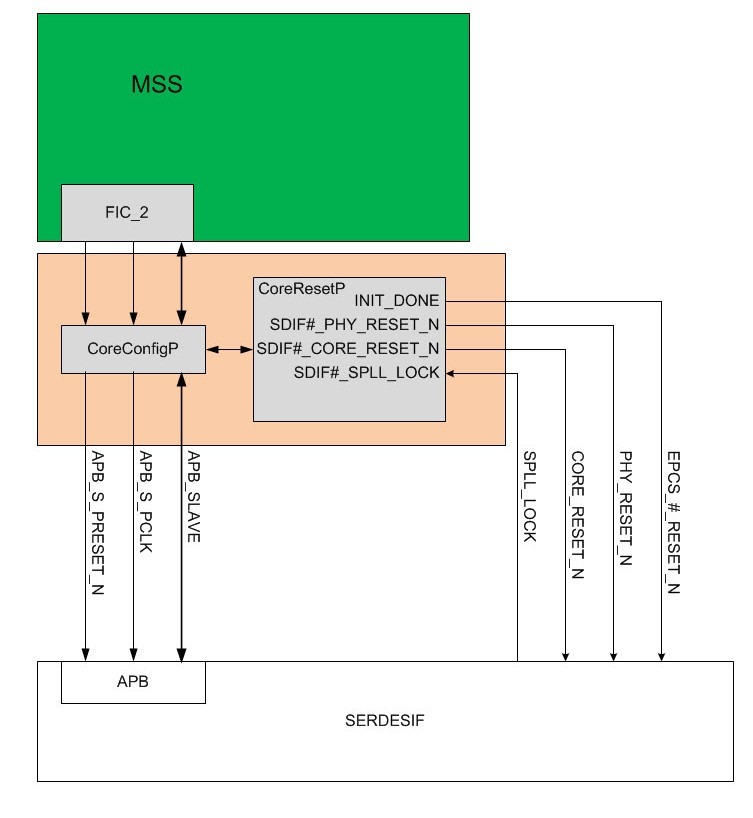 MSS
FIC_2
CoreResetP
INIT_DONE
SDIF#_PHY_RESET_N
CoreConfigP
SDIF#_CORE_RESET_N
SDIF#_SPLL_LOCK
APB_S_PRESET_N
APB_S_PCLK
APB_SLAVE
SPLL_LOCK
CORE_RESET_N
PHY_RESET_N
EPCS_#_RESET_N
APB
SERDESIF